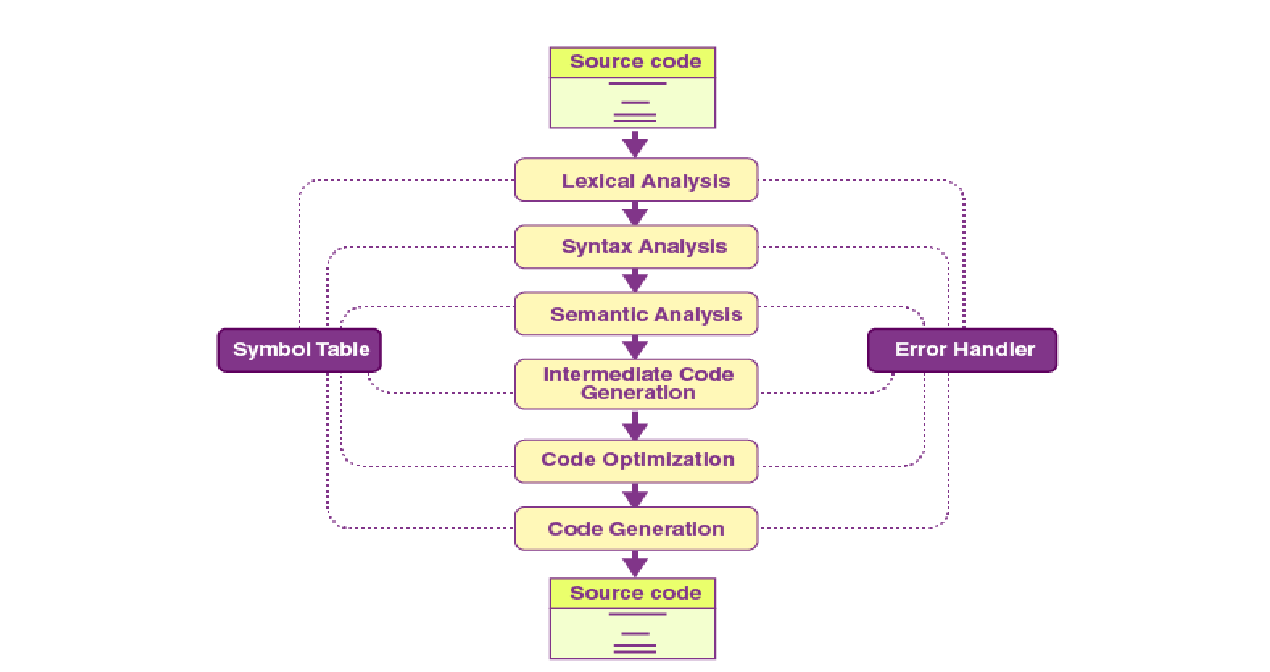 Source code
Lexical Analysis
Syntax Analysis
Semantic Analysis
Symbol Table
Error Handler
Intermediate Code
Generation
Code Optimization
Code Generation
Source code